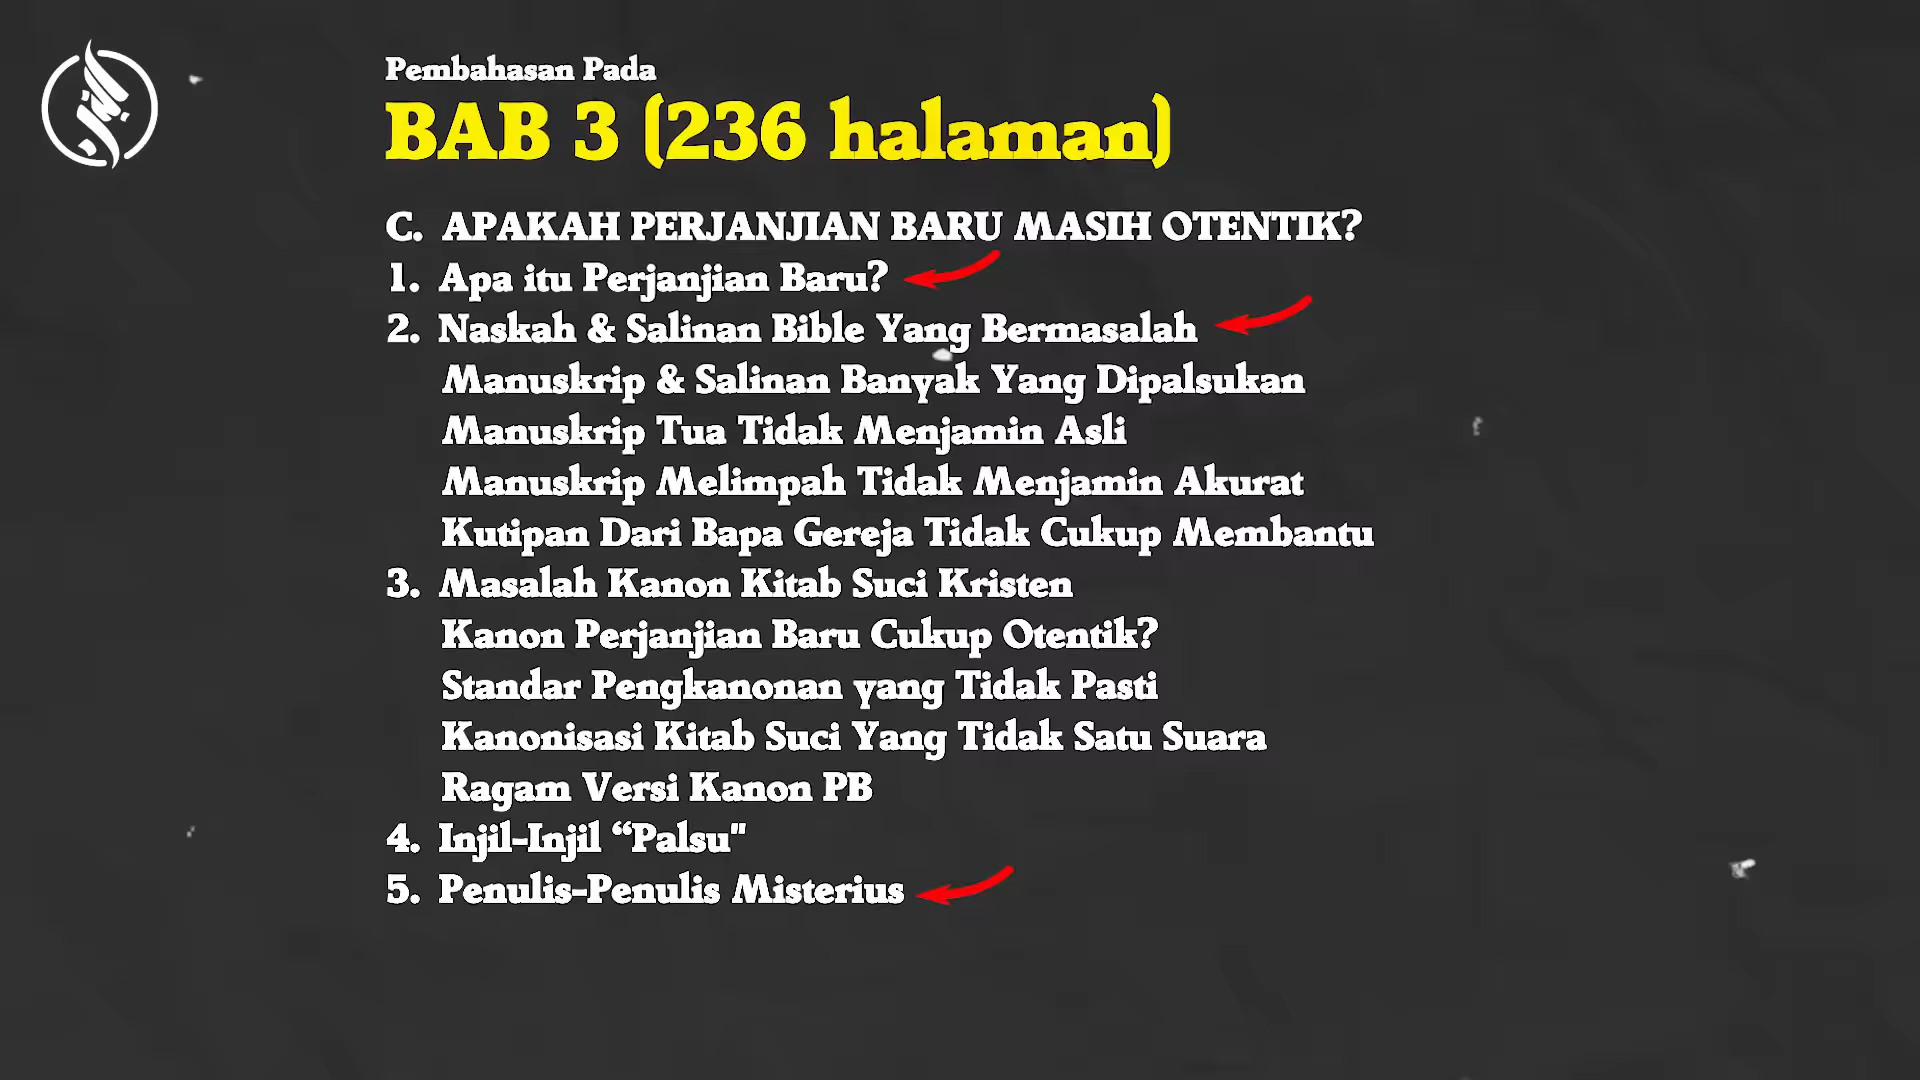 Pembahasan Pada
BAB 3 (236 halaman)
C. APAKAH PERJANJIAN BARU MASIH OTENTIK?
1. Apa itu Perjanjian Baru?
2. Naskah & Salinan Bible Yang Bermasalah
Manuskrip & Salinan Banyak Yang Dipalsukan
Manuskrip Tua Tidak Menjamin Asli
Manuskrip Melimpah Tidak Menjamin Akurat
Kutipan Dari Bapa Gereja Tidak Cukup Membantu
3. Masalah Kanon Kitab Suci Kristen
Kanon Perjanjian Baru Cukup Otentik?
Standar Pengkanonan yang Tidak Pasti
Kanonisasi Kitab Suci Yang Tidak Satu Suara
Ragam Versi Kanon PB
4. Injil-Injil “Palsu"
5. Penulis-Penulis Misterius